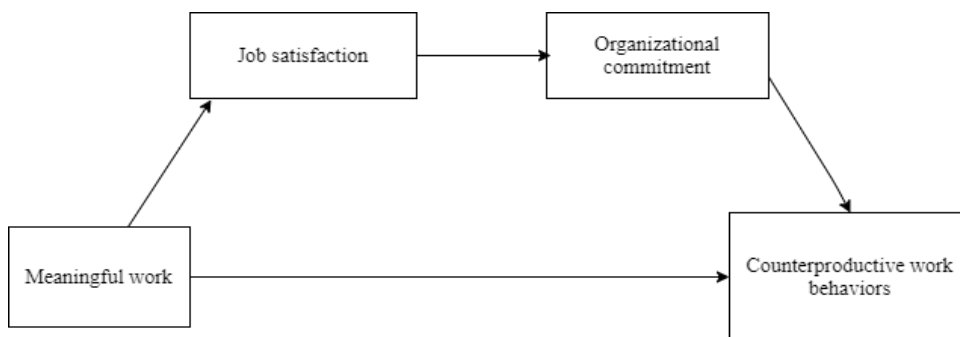 Job satisfaction
Organizational
commitment
Meaningful work
Counterproductive work
behaviors